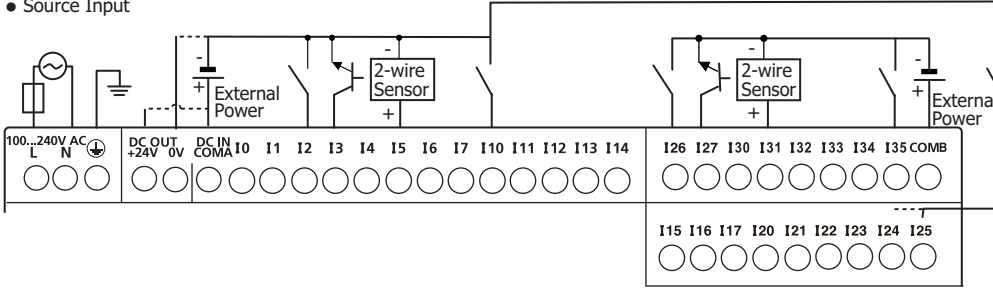 ● Source Input
-
-
-
-
2-wire
Sensor
2-wire
Sensor
+
External
Power
+
Externa
Power
+
+
100...240V AC
L N
DC OUT
+24V 0V
DC IN
COMA I0 I1 I2 I3 I4 I5 I6 I7 I10 I11 I12 I13 I14
I26 I27 I30 I31 I32 I33 I34 I35 COMB
I15 I16 I17 I20 I21 I22 I23 I24 I25